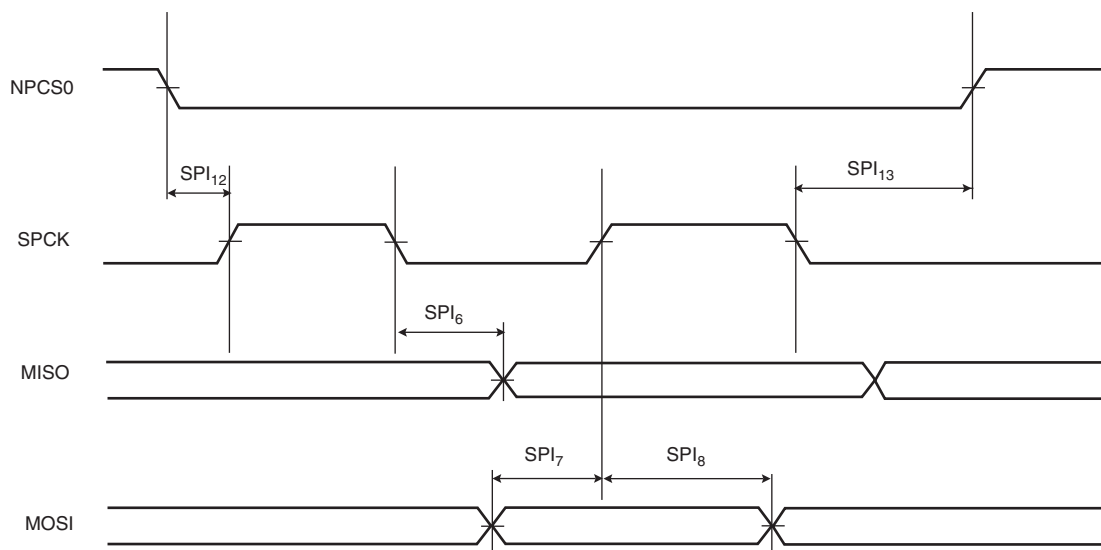 NPCS0
SPI₁₂
SPI₁₃
SPCK
SPI₆
MISO
SPI₇
SPI₈
MOSI